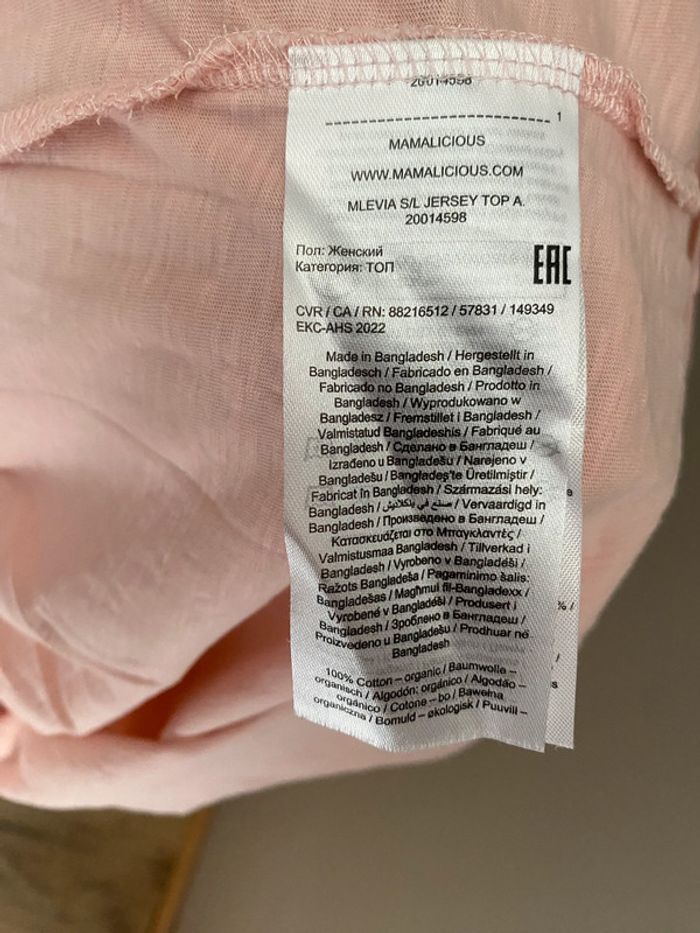 20014598
1
MAMALICIOUS
WWW.MAMALICIOUS.COM
MLEVIA S/L JERSEY TOP A.
20014598
Пол: Женский
Категория: ТОП
EAC
CVR / CA / RN: 88216512 / 57831 / 149349
EKC-AHS 2022
Made in Bangladesh / Hergestellt in
Bangladesch / Fabricado en Bangladesh /
Fabricado no Bangladesh / Prodotto in
Bangladesh / Wyprodukowano w
Bangladesz / Fremstillet i Bangladesh /
Valmistatud Bangladeshis / Fabriqué au
Bangladesh / Сделано в Бангладеш /
Izrađeno u Bangladešu / Narejeno v
Bangladešu / Bangladeş'te Üretilmiştir /
Fabricat în Bangladesh / Származási hely:
Bangladesh / صنع في بنكلاديش / Vervaardigd in
Bangladesh / Произведено в Бангладеш /
Κατασκευάζεται στο Μπαγκλαντές /
Valmistusmaa Bangladesh / Tillverkad i
Bangladesh / Vyrobeno v Bangladéši /
Ražots Bangladeša / Pagaminimo šalis:
Bangladešas / Magħmul fil-Bangladexx /
Vyrobené v Bangladéši / Produsert i
Bangladesh / Зроблено в Бангладеш /
Proizvedeno u Bangladešu / Prodhuar në
Bangladesh
100% Cotton – organic / Baumwolle –
organisch / Algodón: orgánico / Algodão –
orgânico / Cotone – bo / Bawełna
organiczna / Bomuld – økologisk / Puuvill –